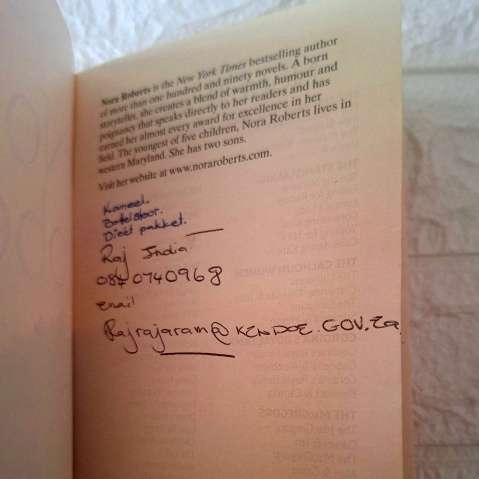 Nora Roberts is the New York Times bestselling author
of more than one hundred and ninety novels. A born
storyteller, she creates a blend of warmth, humour and
poignancy that speaks directly to her readers and has
earned her almost every award for excellence in her
field. The youngest of five children, Nora Roberts lives in
western Maryland. She has two sons.
Visit her website at www.noraroberts.com.
Kaneel.
Dieet pakket.
Raj India
0840740968
email
Rajrajaram@KZNDOE.GOV.Za